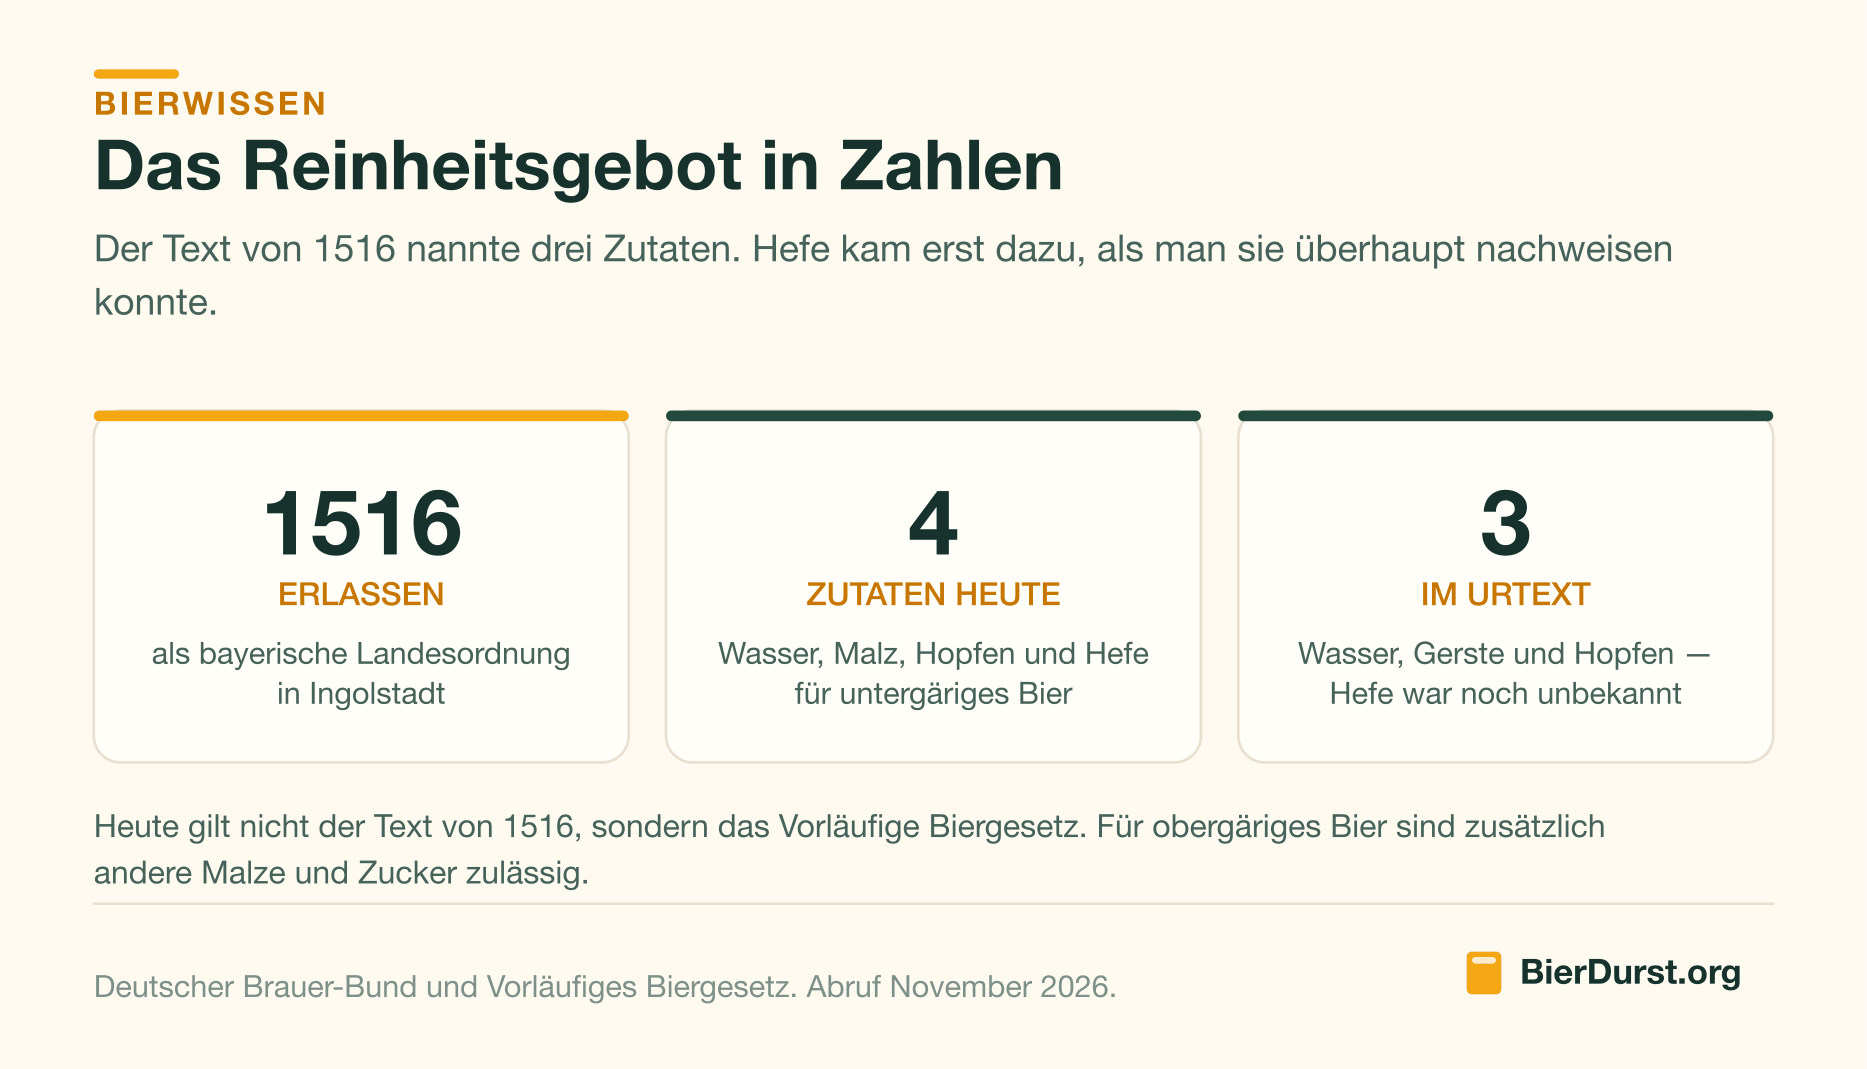 BIERWISSEN
Das Reinheitsgebot in Zahlen
Der Text von 1516 nannte drei Zutaten. Hefe kam erst dazu, als man sie überhaupt nachweisen
konnte.
1516
ERLASSEN
als bayerische Landesordnung
in Ingolstadt
4
ZUTATEN HEUTE
Wasser, Malz, Hopfen und Hefe
für untergäriges Bier
3
IM URTEXT
Wasser, Gerste und Hopfen —
Hefe war noch unbekannt
Heute gilt nicht der Text von 1516, sondern das Vorläufige Biergesetz. Für obergäriges Bier sind zusätzlich
andere Malze und Zucker zulässig.
Deutscher Brauer-Bund und Vorläufiges Biergesetz. Abruf November 2026.
BierDurst.org